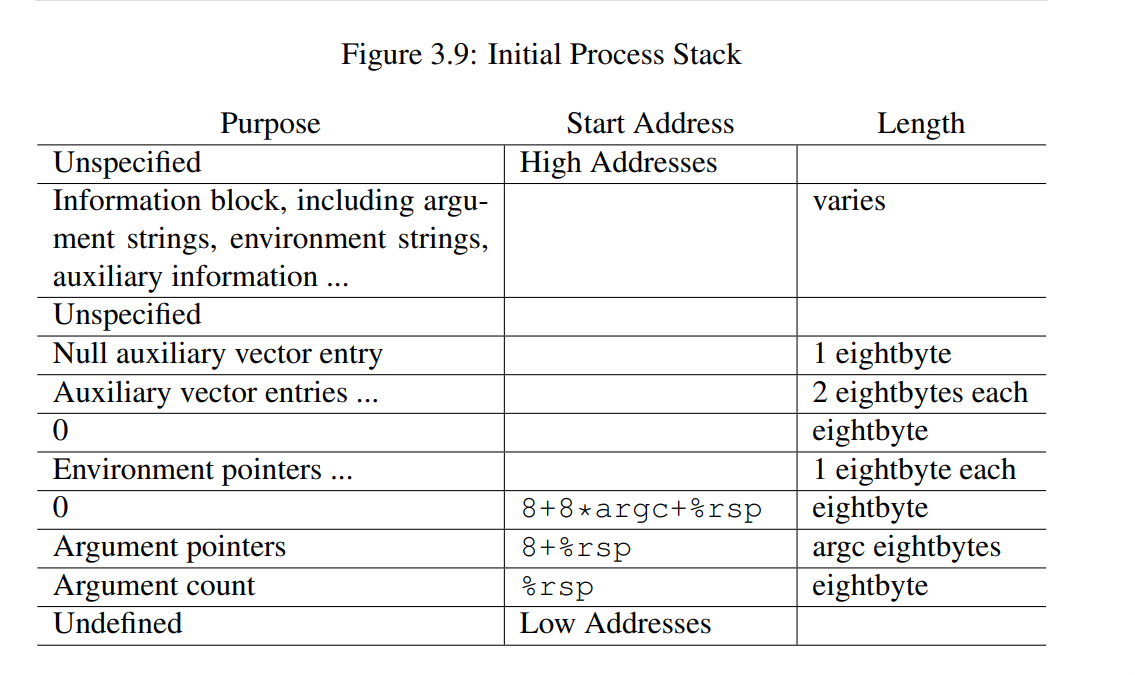 Figure 3.9: Initial Process Stack
Purpose Start Address Length
Unspecified High Addresses
Information block, including argu- varies
ment strings, environment strings,
auxiliary information ...
Unspecified
Null auxiliary vector entry 1 eightbyte
Auxiliary vector entries ... 2 eightbytes each
0 eightbyte
Environment pointers ... 1 eightbyte each
0 8+8*argc+%rsp eightbyte
Argument pointers 8+%rsp argc eightbytes
Argument count %rsp eightbyte
Undefined Low Addresses